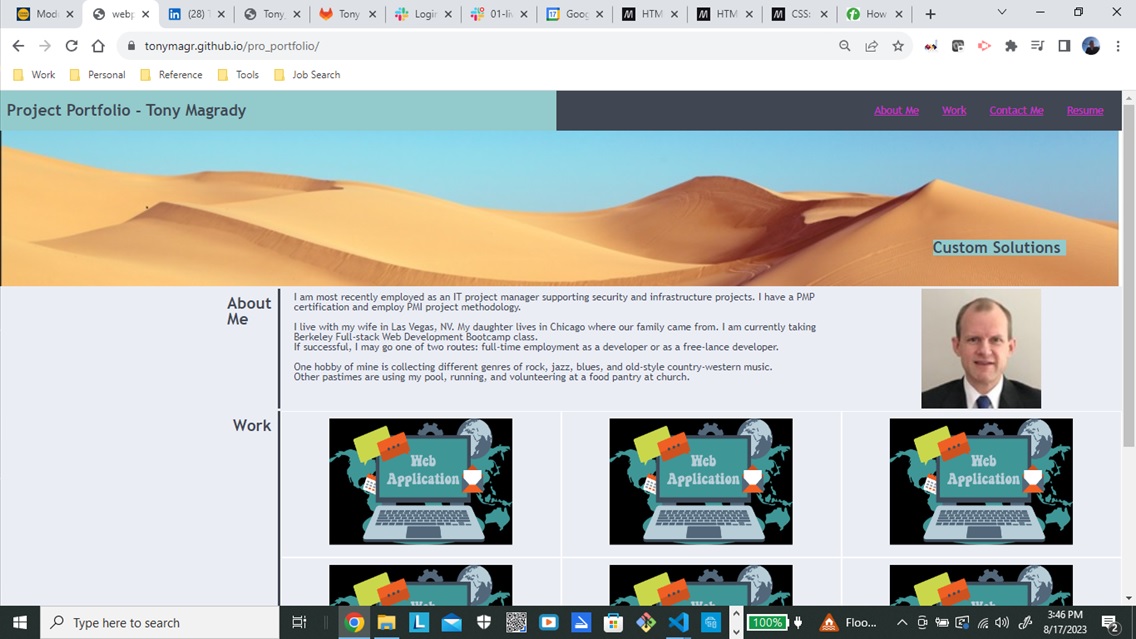 Mod
webp
(28) T
Tony
Tony
Login
01-li
Goog
HTM
HTM
CSS:
How
tonymagr.github.io/pro_portfolio/
Work
Personal
Reference
Tools
Job Search
Project Portfolio - Tony Magrady
About Me
Work
Contact Me
Resume
Custom Solutions
About
Me
I am most recently employed as an IT project manager supporting security and infrastructure projects. I have a PMP
certification and employ PMI project methodology.
I live with my wife in Las Vegas, NV. My daughter lives in Chicago where our family came from. I am currently taking
Berkeley Full-stack Web Development Bootcamp class.
If successful, I may go one of two routes: full-time employment as a developer or as a free-lance developer.
One hobby of mine is collecting different genres of rock, jazz, blues, and old-style country-western music.
Other pastimes are using my pool, running, and volunteering at a food pantry at church.
Work
Web
Application
Web
Application
Web
Application
Web
Web
Web
Type here to search
L
100%
Floo...
3:46 PM
8/17/2023
2